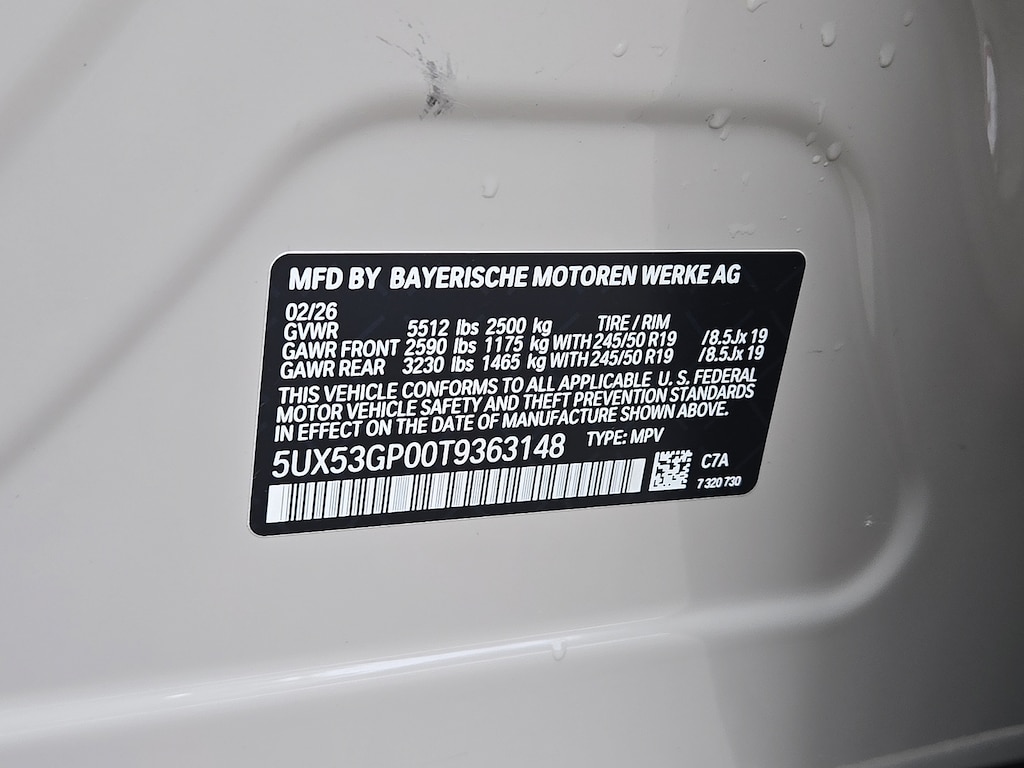 MFD BY BAYERISCHE MOTOREN WERKE AG
02/26
GVWR 5512 lbs 2500 kg TIRE / RIM
GAWR FRONT 2590 lbs 1175 kg WITH 245/50 R19 /8.5Jx 19
GAWR REAR 3230 lbs 1465 kg WITH 245/50 R19 /8.5Jx 19
THIS VEHICLE CONFORMS TO ALL APPLICABLE U. S. FEDERAL
MOTOR VEHICLE SAFETY AND THEFT PREVENTION STANDARDS
IN EFFECT ON THE DATE OF MANUFACTURE SHOWN ABOVE.
5UX53GP00T9363148 TYPE: MPV
C7A
7 320 730